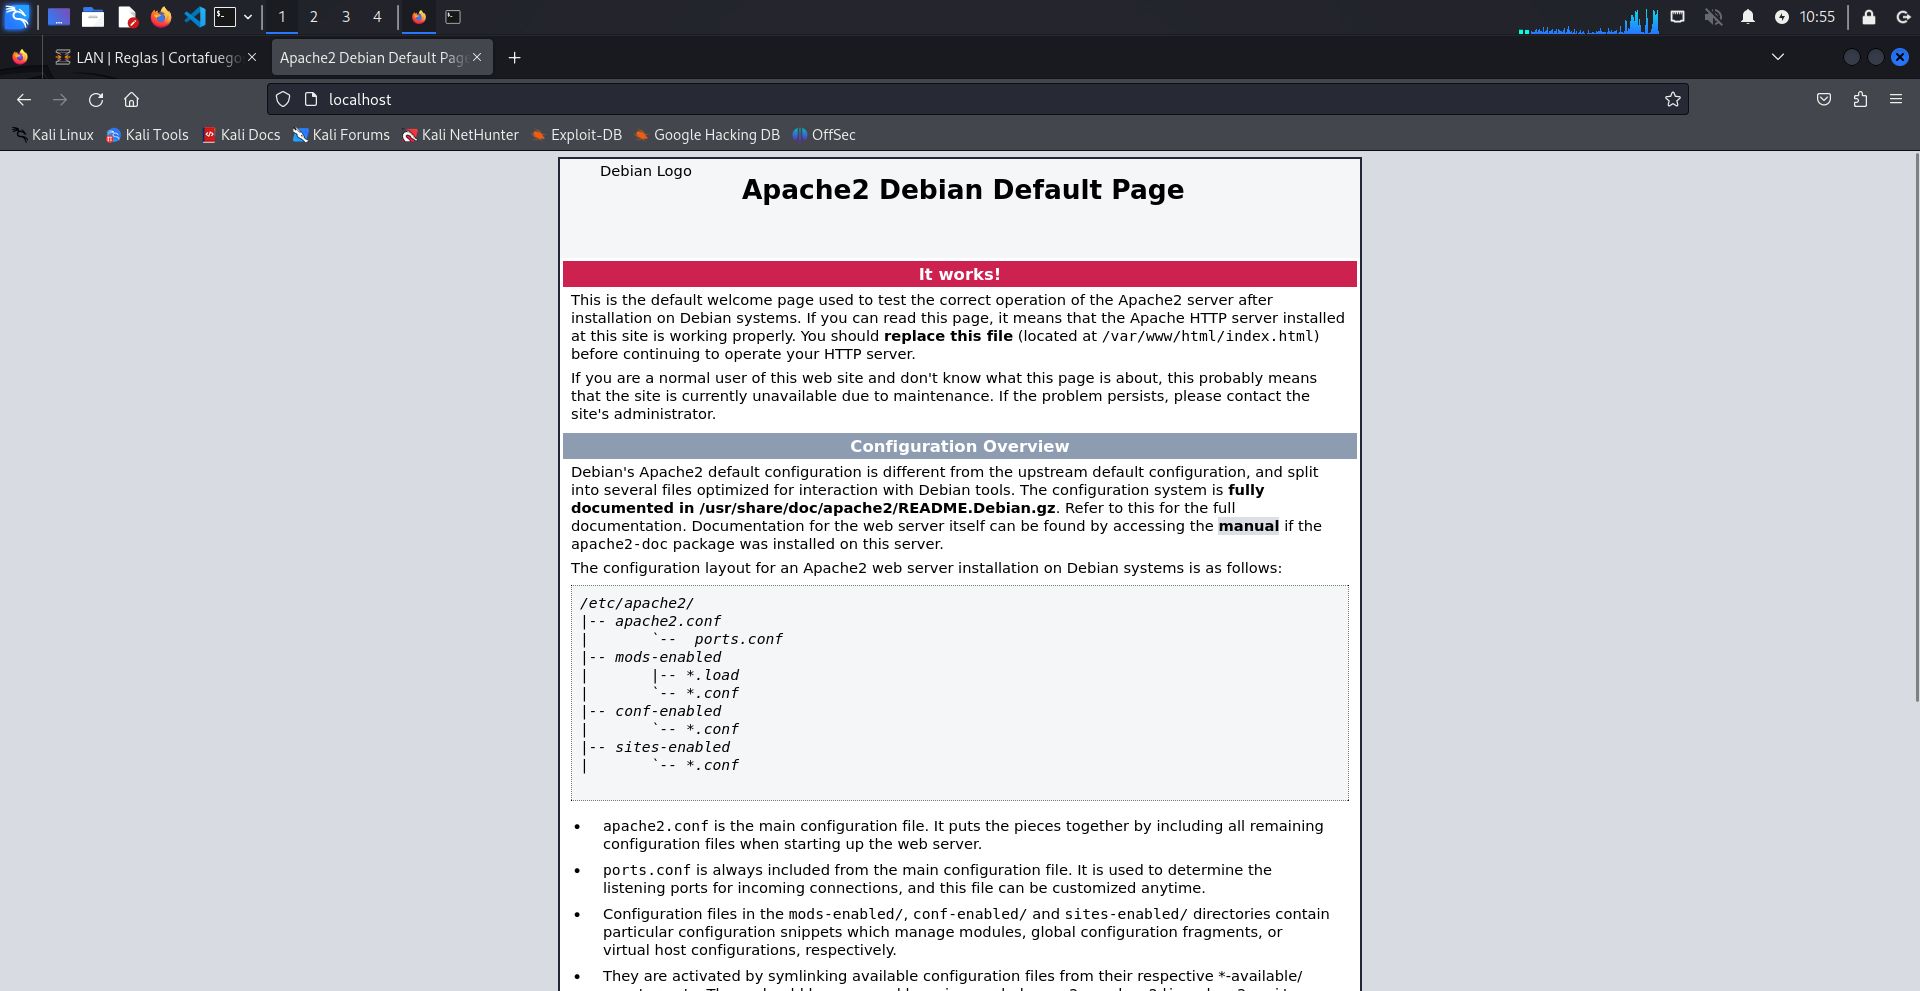 1 2 3 4 10:55
LAN | Reglas | Cortafuego
Apache2 Debian Default Page
localhost
Kali Linux Kali Tools Kali Docs Kali Forums Kali NetHunter Exploit-DB Google Hacking DB OffSec
Debian Logo
Apache2 Debian Default Page
It works!
This is the default welcome page used to test the correct operation of the Apache2 server after
installation on Debian systems. If you can read this page, it means that the Apache HTTP server installed
at this site is working properly. You should replace this file (located at /var/www/html/index.html)
before continuing to operate your HTTP server.
If you are a normal user of this web site and don't know what this page is about, this probably means
that the site is currently unavailable due to maintenance. If the problem persists, please contact the
site's administrator.
Configuration Overview
Debian's Apache2 default configuration is different from the upstream default configuration, and split
into several files optimized for interaction with Debian tools. The configuration system is fully
documented in /usr/share/doc/apache2/README.Debian.gz. Refer to this for the full
documentation. Documentation for the web server itself can be found by accessing the manual if the
apache2-doc package was installed on this server.
The configuration layout for an Apache2 web server installation on Debian systems is as follows:
/etc/apache2/
|-- apache2.conf
|       `--  ports.conf
|-- mods-enabled
|       |-- *.load
|       `-- *.conf
|-- conf-enabled
|       `-- *.conf
|-- sites-enabled
|       `-- *.conf
• apache2.conf is the main configuration file. It puts the pieces together by including all remaining
configuration files when starting up the web server.
• ports.conf is always included from the main configuration file. It is used to determine the
listening ports for incoming connections, and this file can be customized anytime.
• Configuration files in the mods-enabled/, conf-enabled/ and sites-enabled/ directories contain
particular configuration snippets which manage modules, global configuration fragments, or
virtual host configurations, respectively.
• They are activated by symlinking available configuration files from their respective *-available/